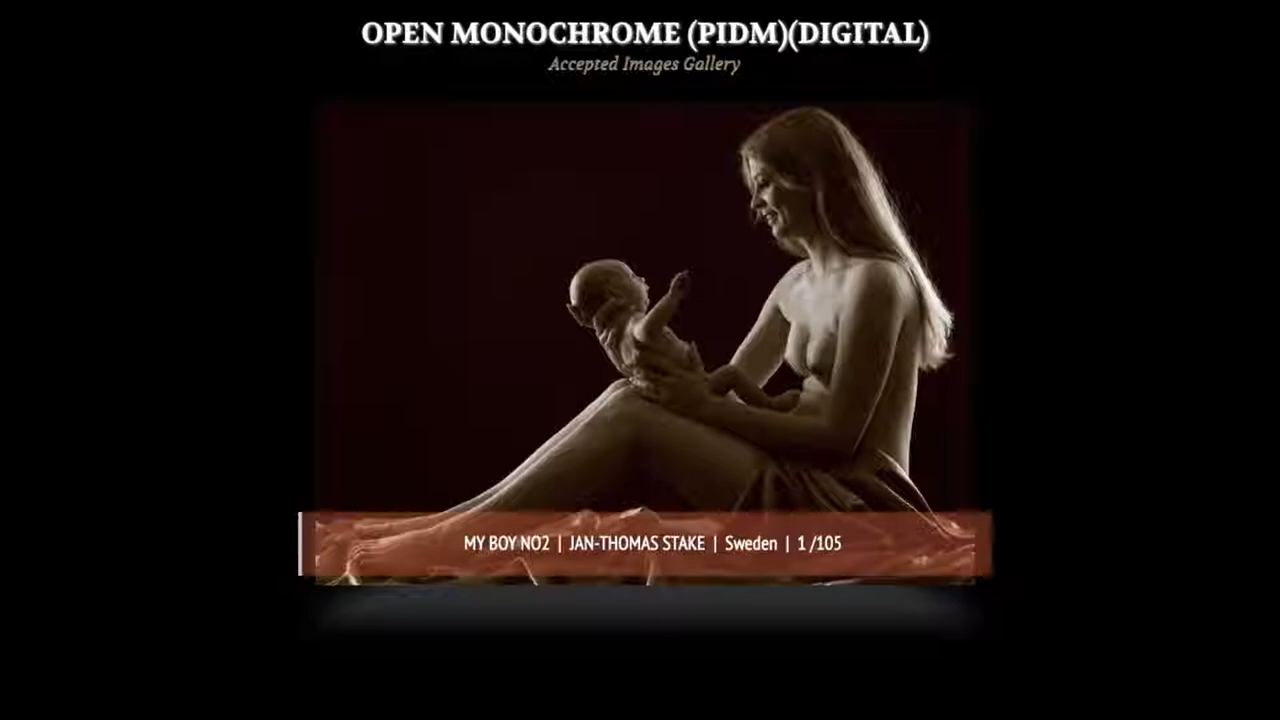 OPEN MONOCHROME (PIDM)(DIGITAL)
Accepted Images Gallery
MY BOY NO2 | JAN-THOMAS STAKE | Sweden | 1 /105